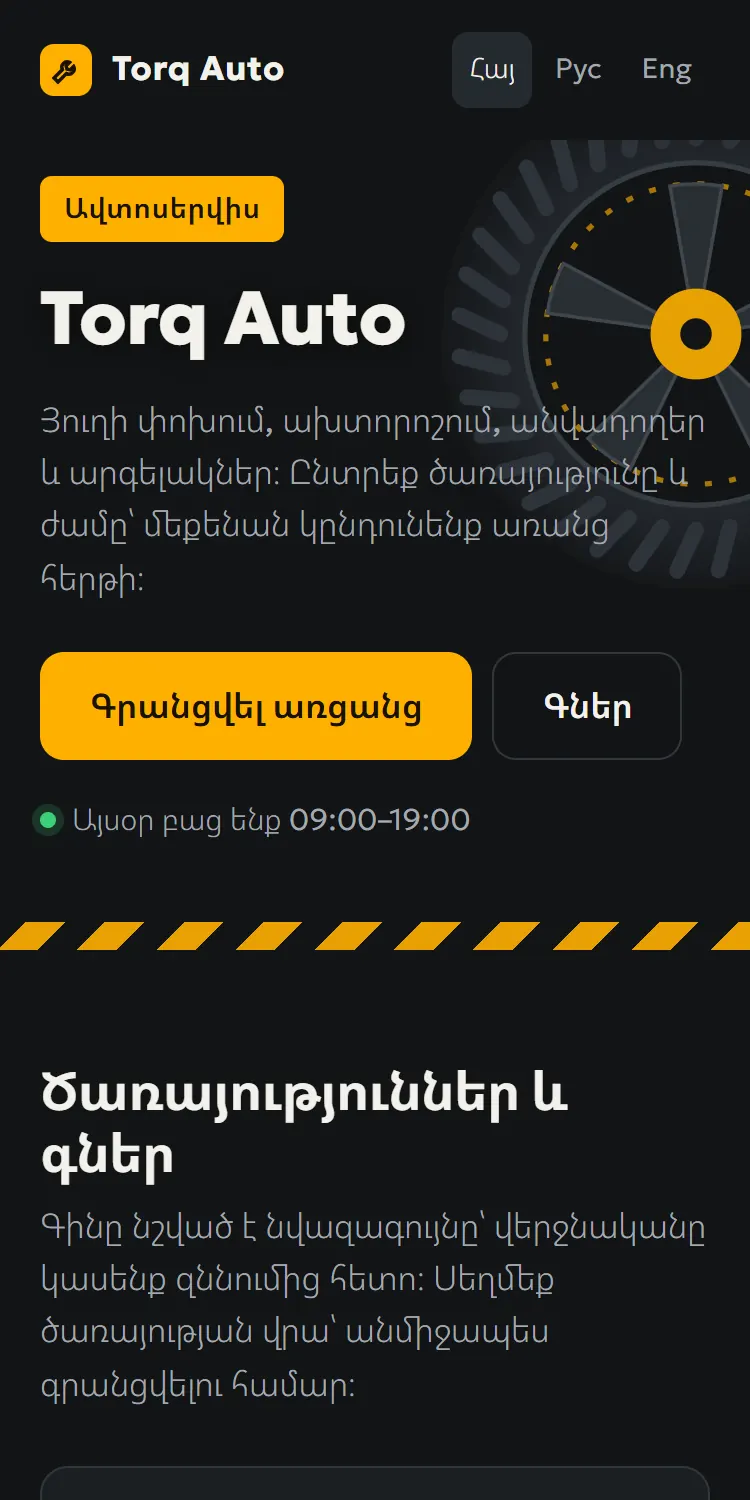 Torq Auto
Հայ Рус Eng
Ավտոսերվիս
Torq Auto
Յուղի փոխում, ախտորոշում, անվադողեր
և արգելակներ։ Ընտրեք ծառայությունը և
ժամը՝ մեքենան կընդունենք առանց
հերթի։
Գրանցվել առցանց
Գներ
Այսօր բաց ենք 09:00–19:00
Ծառայություններ և
գներ
Գինը նշված է նվազագույնը՝ վերջնականը
կասենք զննումից հետո։ Սեղմեք
ծառայության վրա՝ անմիջապես
գրանցվելու համար։